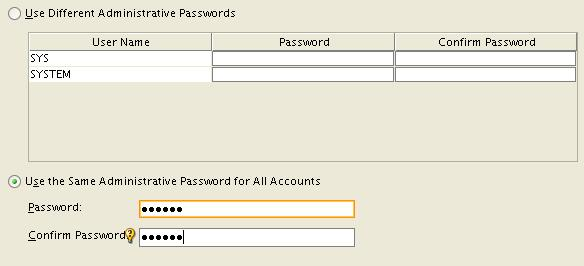 Use Different Administrative Passwords
User Name Password Confirm Password
SYS
SYSTEM
Use the Same Administrative Password for All Accounts
Password: ••••••
Confirm Password ••••••